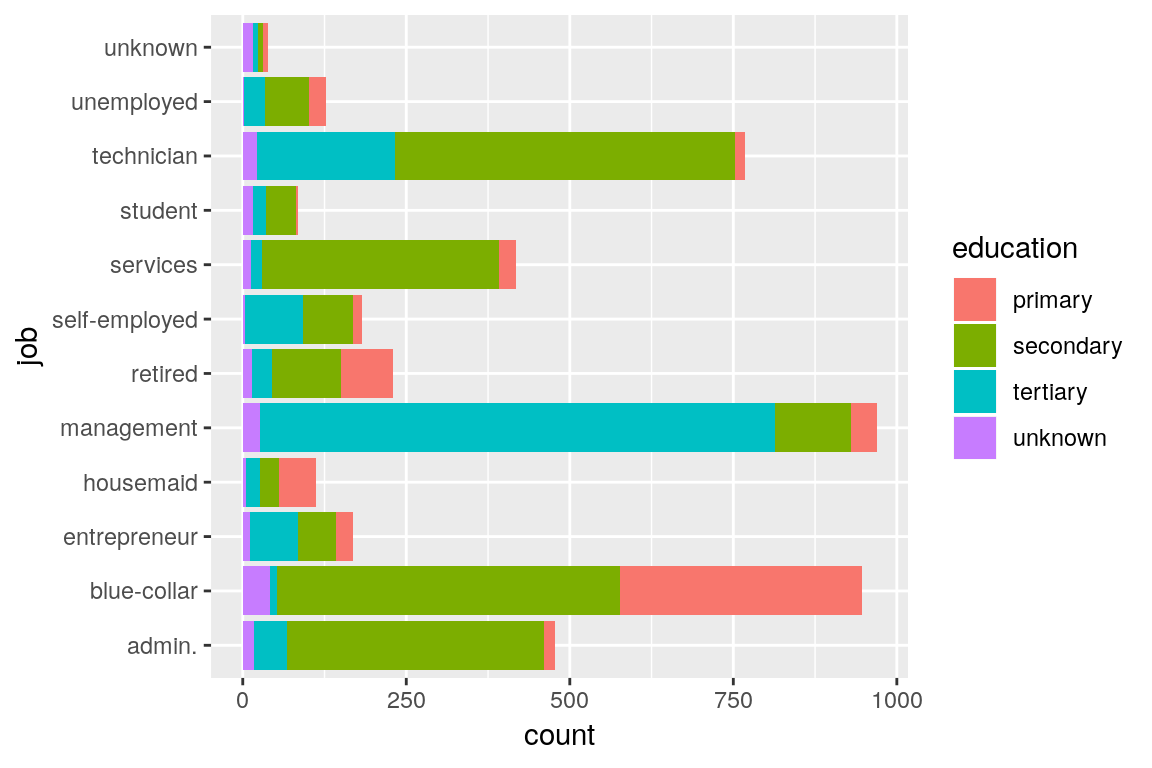 unknown
unemployed
technician
student
services
self-employed
retired
management
housemaid
entrepreneur
blue-collar
admin.
job
0 250 500 750 1000
count
education
primary
secondary
tertiary
unknown